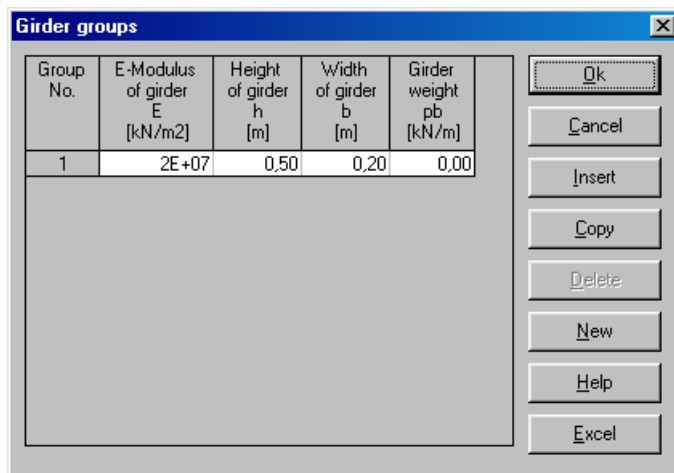 Girder groups
Group No.
E-Modulus of girder E [kN/m2]
Height of girder h [m]
Width of girder b [m]
Girder weight pb [kN/m]
1 2E+07 0,50 0,20 0,00
Ok
Cancel
Insert
Copy
Delete
New
Help
Excel